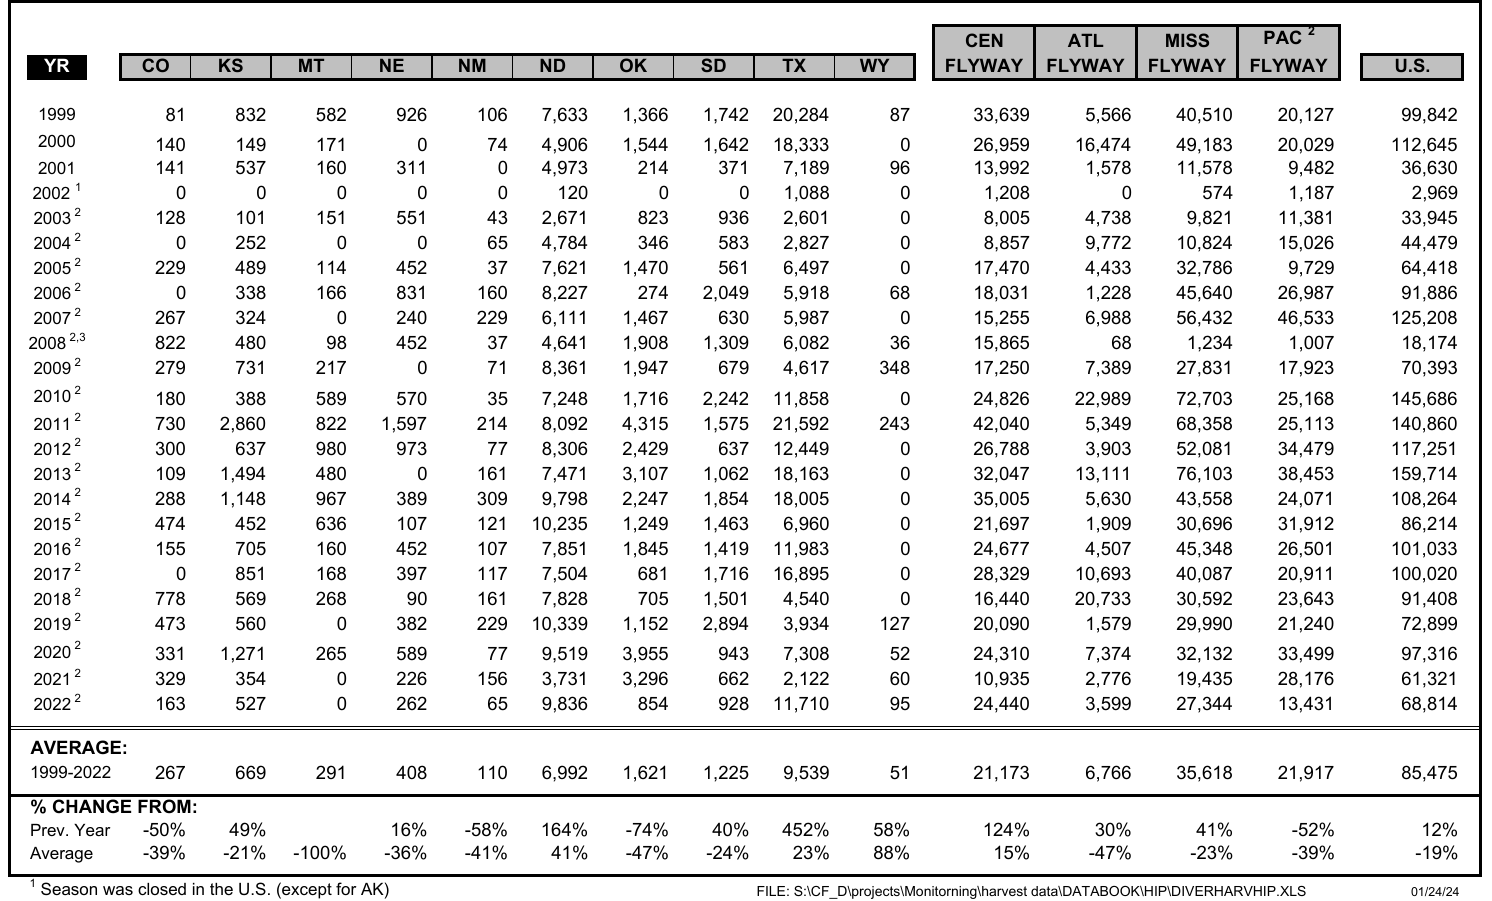 CEN ATL MISS PAC 2
YR CO KS MT NE NM ND OK SD TX WY FLYWAY FLYWAY FLYWAY FLYWAY U.S.
1999 81 832 582 926 106 7,633 1,366 1,742 20,284 87 33,639 5,566 40,510 20,127 99,842
2000 140 149 171 0 74 4,906 1,544 1,642 18,333 0 26,959 16,474 49,183 20,029 112,645
2001 141 537 160 311 0 4,973 214 371 7,189 96 13,992 1,578 11,578 9,482 36,630
2002 1 0 0 0 0 0 120 0 0 1,088 0 1,208 0 574 1,187 2,969
2003 2 128 101 151 551 43 2,671 823 936 2,601 0 8,005 4,738 9,821 11,381 33,945
2004 2 0 252 0 0 65 4,784 346 583 2,827 0 8,857 9,772 10,824 15,026 44,479
2005 2 229 489 114 452 37 7,621 1,470 561 6,497 0 17,470 4,433 32,786 9,729 64,418
2006 2 0 338 166 831 160 8,227 274 2,049 5,918 68 18,031 1,228 45,640 26,987 91,886
2007 2 267 324 0 240 229 6,111 1,467 630 5,987 0 15,255 6,988 56,432 46,533 125,208
2008 2,3 822 480 98 452 37 4,641 1,908 1,309 6,082 36 15,865 68 1,234 1,007 18,174
2009 2 279 731 217 0 71 8,361 1,947 679 4,617 348 17,250 7,389 27,831 17,923 70,393
2010 2 180 388 589 570 35 7,248 1,716 2,242 11,858 0 24,826 22,989 72,703 25,168 145,686
2011 2 730 2,860 822 1,597 214 8,092 4,315 1,575 21,592 243 42,040 5,349 68,358 25,113 140,860
2012 2 300 637 980 973 77 8,306 2,429 637 12,449 0 26,788 3,903 52,081 34,479 117,251
2013 2 109 1,494 480 0 161 7,471 3,107 1,062 18,163 0 32,047 13,111 76,103 38,453 159,714
2014 2 288 1,148 967 389 309 9,798 2,247 1,854 18,005 0 35,005 5,630 43,558 24,071 108,264
2015 2 474 452 636 107 121 10,235 1,249 1,463 6,960 0 21,697 1,909 30,696 31,912 86,214
2016 2 155 705 160 452 107 7,851 1,845 1,419 11,983 0 24,677 4,507 45,348 26,501 101,033
2017 2 0 851 168 397 117 7,504 681 1,716 16,895 0 28,329 10,693 40,087 20,911 100,020
2018 2 778 569 268 90 161 7,828 705 1,501 4,540 0 16,440 20,733 30,592 23,643 91,408
2019 2 473 560 0 382 229 10,339 1,152 2,894 3,934 127 20,090 1,579 29,990 21,240 72,899
2020 2 331 1,271 265 589 77 9,519 3,955 943 7,308 52 24,310 7,374 32,132 33,499 97,316
2021 2 329 354 0 226 156 3,731 3,296 662 2,122 60 10,935 2,776 19,435 28,176 61,321
2022 2 163 527 0 262 65 9,836 854 928 11,710 95 24,440 3,599 27,344 13,431 68,814
AVERAGE:
1999-2022 267 669 291 408 110 6,992 1,621 1,225 9,539 51 21,173 6,766 35,618 21,917 85,475
% CHANGE FROM:
Prev. Year -50% 49% 16% -58% 164% -74% 40% 452% 58% 124% 30% 41% -52% 12%
Average -39% -21% -100% -36% -41% 41% -47% -24% 23% 88% 15% -47% -23% -39% -19%
1 Season was closed in the U.S. (except for AK) FILE: S:\CF_D\projects\Monitorning\harvest data\DATABOOK\HIP\DIVERHARVHIP.XLS 01/24/24